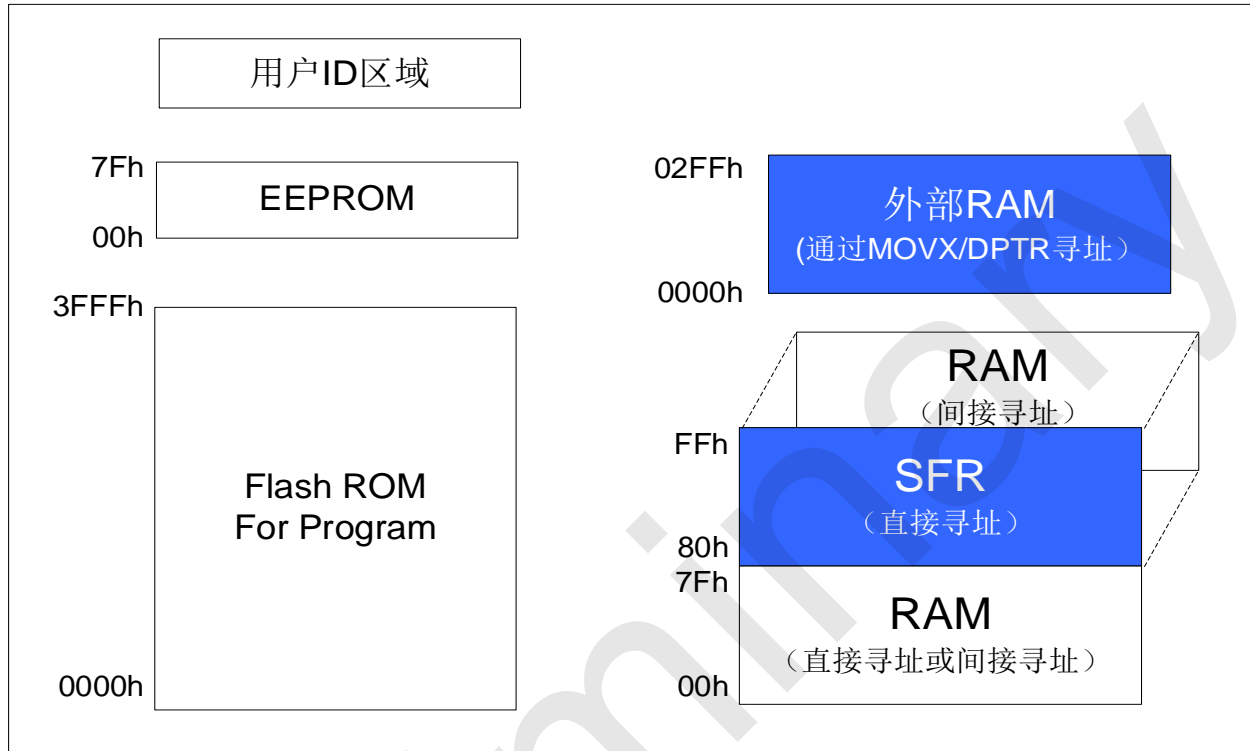 用户ID区域
7Fh
EEPROM
00h
3FFFh
Flash ROM
For Program
0000h
02FFh
外部RAM
(通过MOVX/DPTR寻址）
0000h
RAM
（间接寻址）
FFh
SFR
（直接寻址）
80h
7Fh
RAM
（直接寻址或间接寻址）
00h
minary